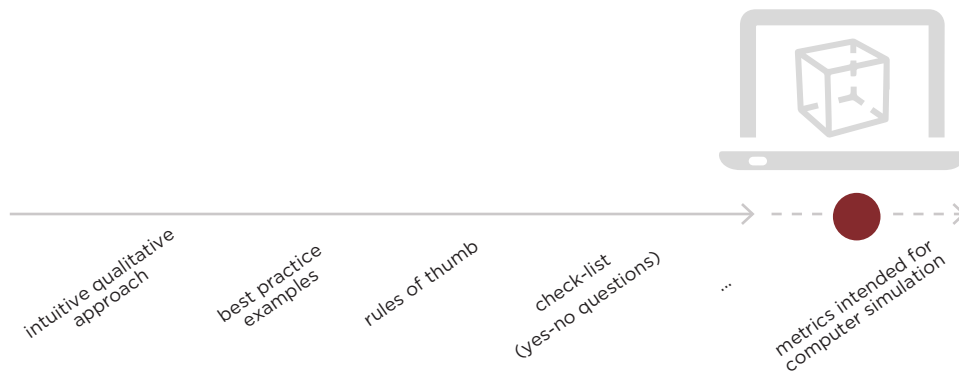 intuitive qualitative
approach
best practice
examples
rules of thumb
check-list
(yes-no questions)
...
metrics intended for
computer simulation